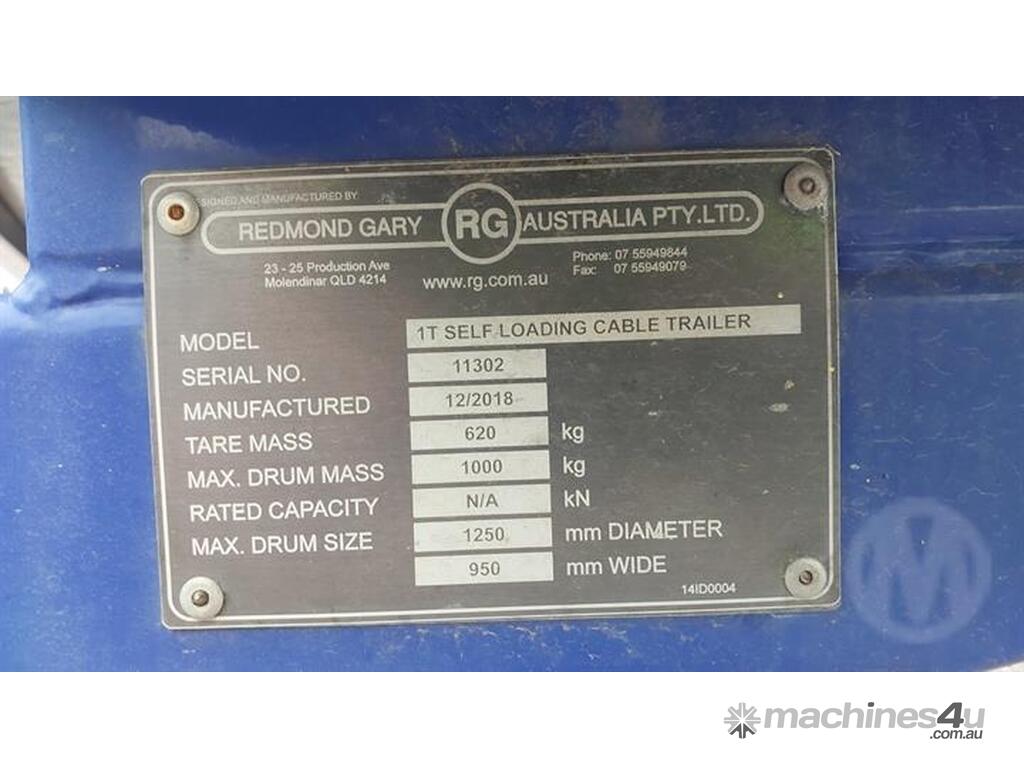 DESIGNED AND MANUFACTURED BY:
REDMOND GARY RG AUSTRALIA PTY.LTD.
23 - 25 Production Ave
Molendinar QLD 4214
www.rg.com.au
Phone: 07 55949844
Fax: 07 55949079
MODEL 1T SELF LOADING CABLE TRAILER
SERIAL NO. 11302
MANUFACTURED 12/2018
TARE MASS 620 kg
MAX. DRUM MASS 1000 kg
RATED CAPACITY N/A kN
MAX. DRUM SIZE 1250 mm DIAMETER
950 mm WIDE
14ID0004
M
machines4u
.com.au